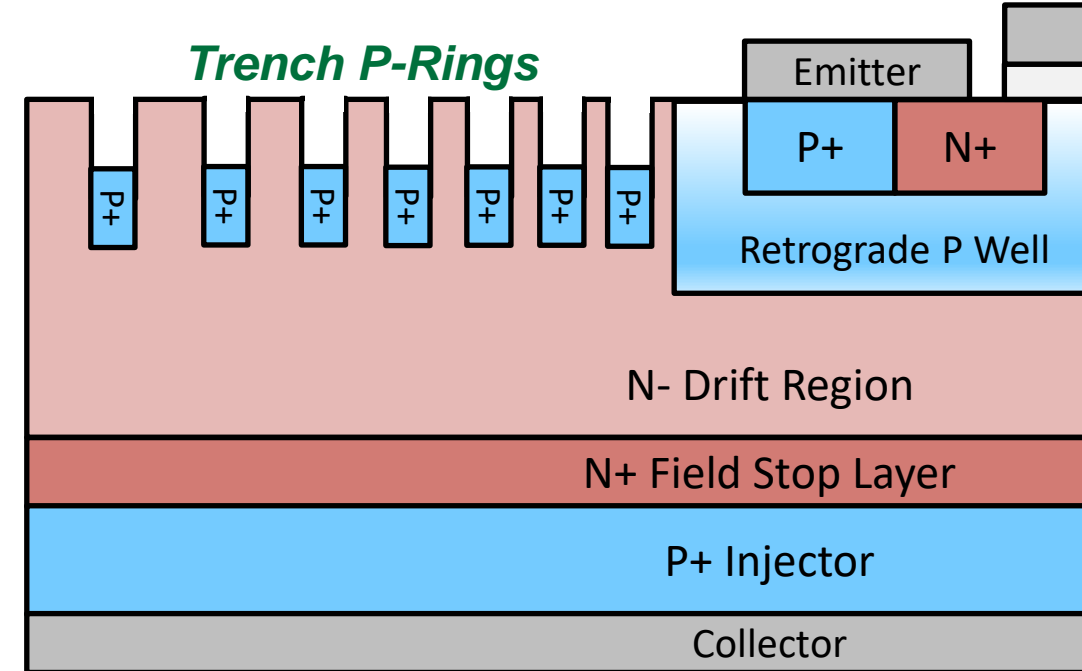 Trench P-Rings
Emitter
P+
N+
P+
P+
P+
P+
P+
P+
P+
Retrograde P Well
N- Drift Region
N+ Field Stop Layer
P+ Injector
Collector